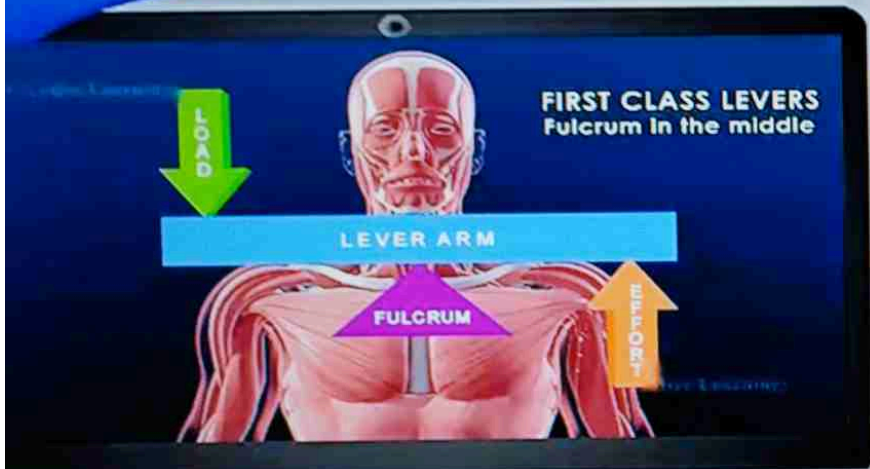 FIRST CLASS LEVERS
Fulcrum in the middle
LOAD
LEVER ARM
FULCRUM
EFFORT